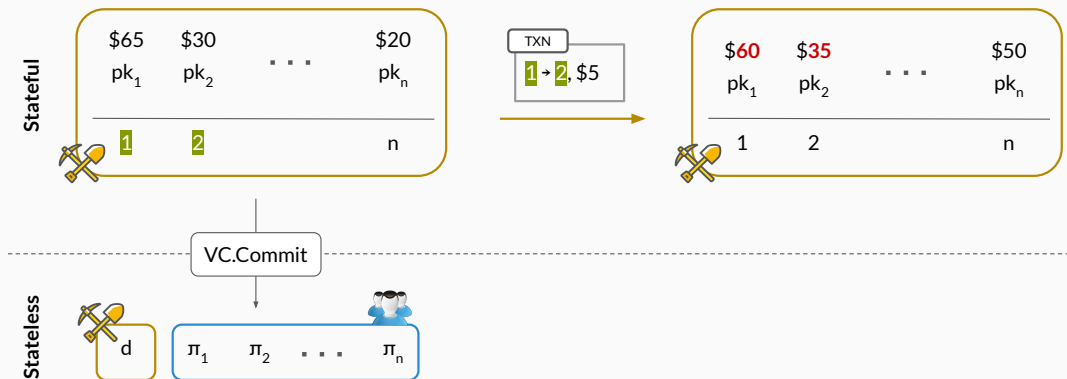 Stateful
$65 $30 $20
pk1 pk2 ... pkn
1 2 n
TXN
1 → 2, $5
$60 $35 $50
pk1 pk2 ... pkn
1 2 n
VC.Commit
Stateless
d π1 π2 ... πn